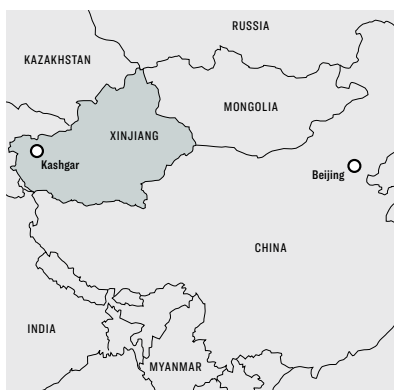 RUSSIA
KAZAKHSTAN
MONGOLIA
XINJIANG
Kashgar
Beijing
CHINA
INDIA
MYANMAR